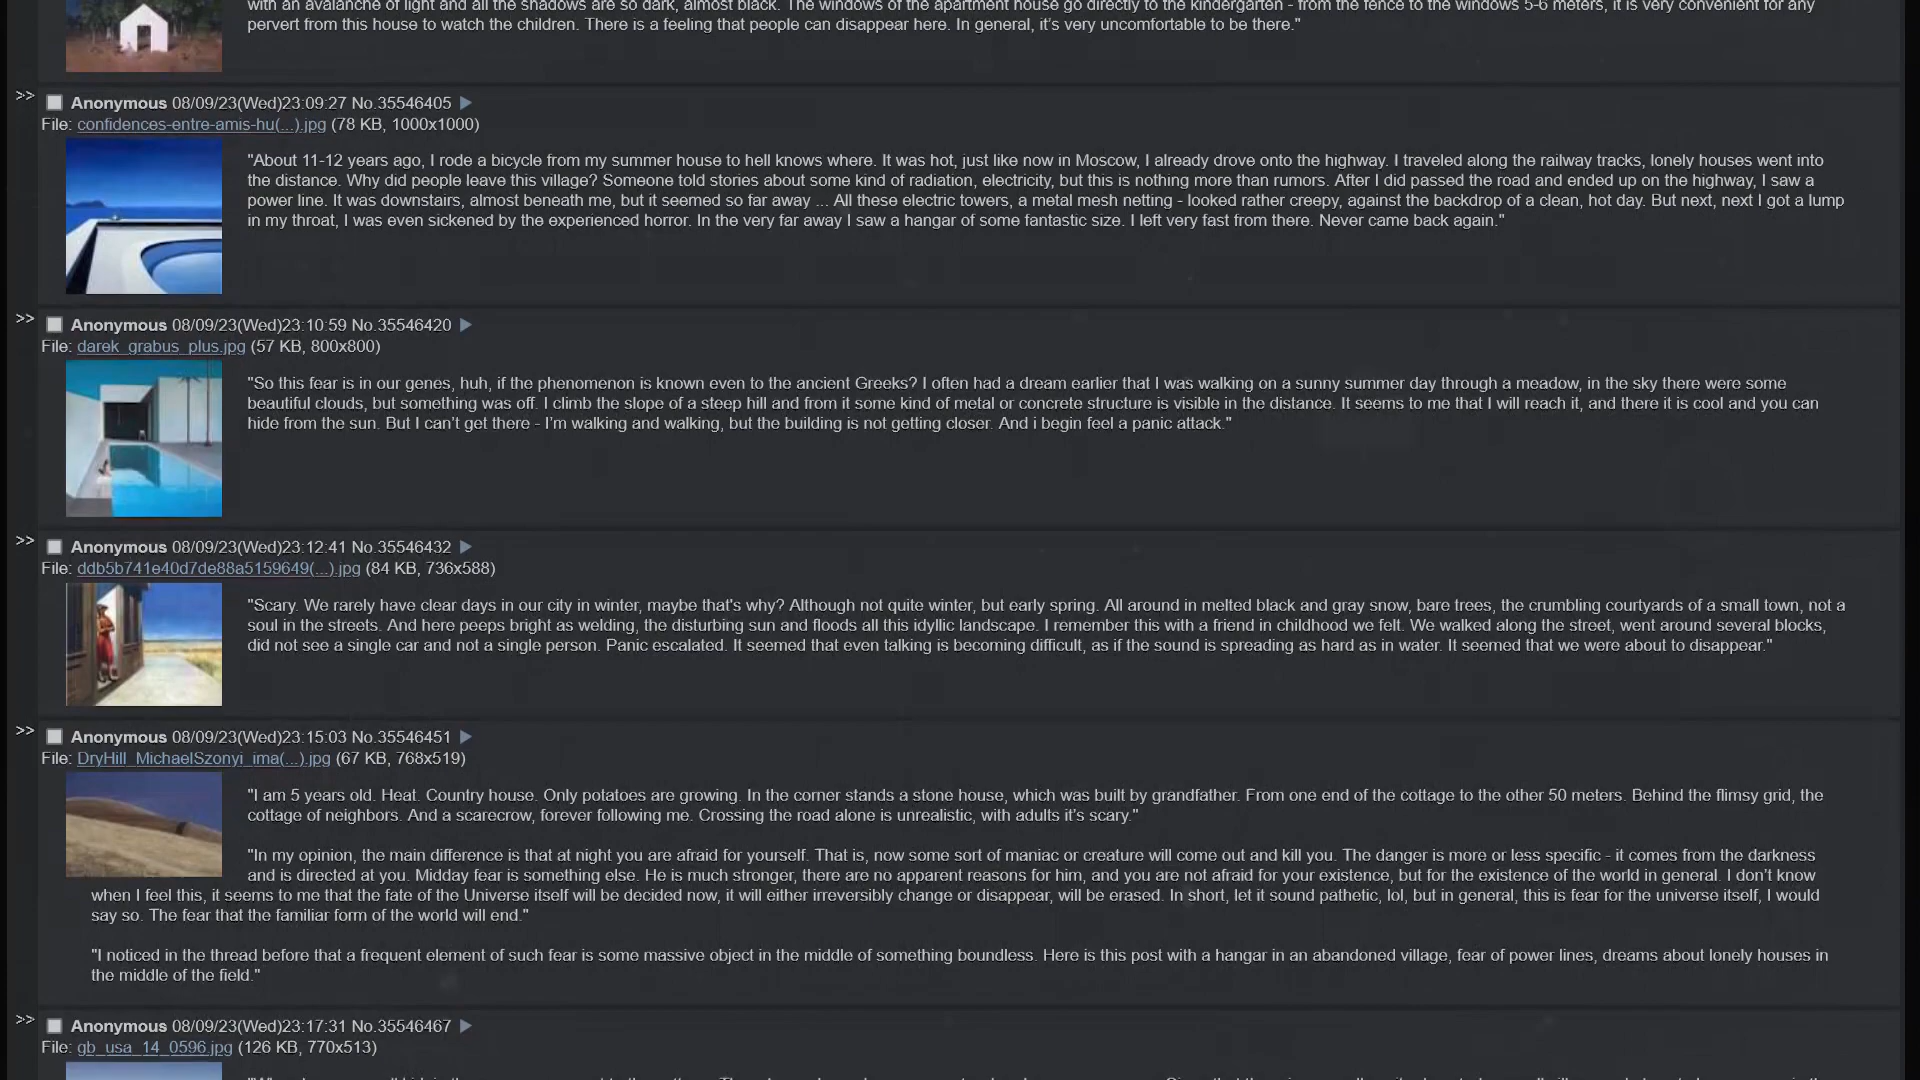 with an avalanche of light and all the shadows are so dark, almost black. The windows of the apartment house go directly to the kindergarten - from the fence to the windows 5-6 meters, it is very convenient for any
pervert from this house to watch the children. There is a feeling that people can disappear here. In general, it's very uncomfortable to be there."
>> Anonymous 08/09/23(Wed)23:09:27 No.35546405 ▶
File: confidences-entre-amis-hu(...).jpg (78 KB, 1000x1000)
"About 11-12 years ago, I rode a bicycle from my summer house to hell knows where. It was hot, just like now in Moscow, I already drove onto the highway. I traveled along the railway tracks, lonely houses went into
the distance. Why did people leave this village? Someone told stories about some kind of radiation, electricity, but this is nothing more than rumors. After I did passed the road and ended up on the highway, I saw a
power line. It was downstairs, almost beneath me, but it seemed so far away ... All these electric towers, a metal mesh netting - looked rather creepy, against the backdrop of a clean, hot day. But next, next I got a lump
in my throat, I was even sickened by the experienced horror. In the very far away I saw a hangar of some fantastic size. I left very fast from there. Never came back again."
>> Anonymous 08/09/23(Wed)23:10:59 No.35546420 ▶
File: darek_grabus_plus.jpg (57 KB, 800x800)
"So this fear is in our genes, huh, if the phenomenon is known even to the ancient Greeks? I often had a dream earlier that I was walking on a sunny summer day through a meadow, in the sky there were some
beautiful clouds, but something was off. I climb the slope of a steep hill and from it some kind of metal or concrete structure is visible in the distance. It seems to me that I will reach it, and there it is cool and you can
hide from the sun. But I can't get there - I'm walking and walking, but the building is not getting closer. And i begin feel a panic attack."
>> Anonymous 08/09/23(Wed)23:12:41 No.35546432 ▶
File: ddb5b741e40d7de88a5159649(...).jpg (84 KB, 736x588)
"Scary. We rarely have clear days in our city in winter, maybe that's why? Although not quite winter, but early spring. All around in melted black and gray snow, bare trees, the crumbling courtyards of a small town, not a
soul in the streets. And here peeps bright as welding, the disturbing sun and floods all this idyllic landscape. I remember this with a friend in childhood we felt. We walked along the street, went around several blocks,
did not see a single car and not a single person. Panic escalated. It seemed that even talking is becoming difficult, as if the sound is spreading as hard as in water. It seemed that we were about to disappear."
>> Anonymous 08/09/23(Wed)23:15:03 No.35546451 ▶
File: DryHill_MichaelSzonyi_ima(...).jpg (67 KB, 768x519)
"I am 5 years old. Heat. Country house. Only potatoes are growing. In the corner stands a stone house, which was built by grandfather. From one end of the cottage to the other 50 meters. Behind the flimsy grid, the
cottage of neighbors. And a scarecrow, forever following me. Crossing the road alone is unrealistic, with adults it's scary."
"In my opinion, the main difference is that at night you are afraid for yourself. That is, now some sort of maniac or creature will come out and kill you. The danger is more or less specific - it comes from the darkness
and is directed at you. Midday fear is something else. He is much stronger, there are no apparent reasons for him, and you are not afraid for your existence, but for the existence of the world in general. I don't know
when I feel this, it seems to me that the fate of the Universe itself will be decided now, it will either irreversibly change or disappear, will be erased. In short, let it sound pathetic, lol, but in general, this is fear for the universe itself, I would
say so. The fear that the familiar form of the world will end."
"I noticed in the thread before that a frequent element of such fear is some massive object in the middle of something boundless. Here is this post with a hangar in an abandoned village, fear of power lines, dreams about lonely houses in
the middle of the field."
>> Anonymous 08/09/23(Wed)23:17:31 No.35546467 ▶
File: gb_usa_14_0596.jpg (126 KB, 770x513)